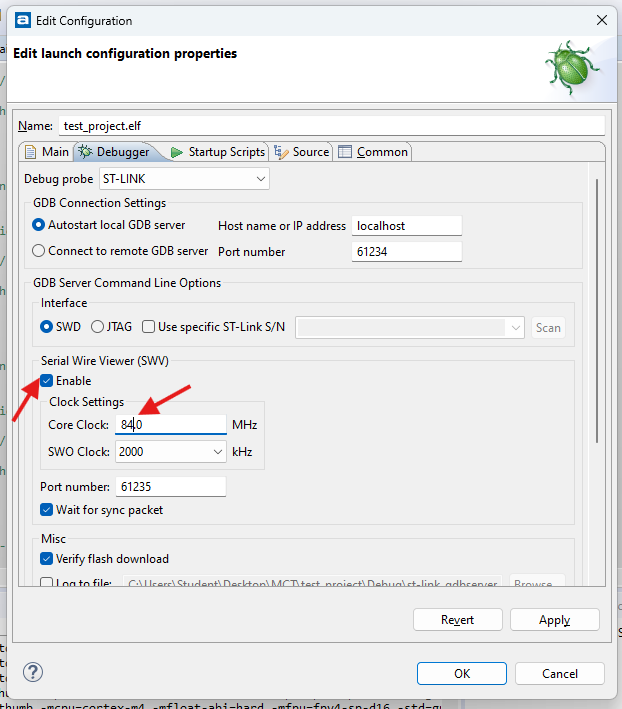 Edit Configuration
Edit launch configuration properties
Name: test_project.elf
Main Debugger Startup Scripts Source Common
Debug probe ST-LINK
GDB Connection Settings
Autostart local GDB server Host name or IP address localhost
Connect to remote GDB server Port number 61234
GDB Server Command Line Options
Interface
SWD JTAG Use specific ST-Link S/N Scan
Serial Wire Viewer (SWV)
Enable
Clock Settings
Core Clock: 84.0 MHz
SWO Clock: 2000 kHz
Port number: 61235
Wait for sync packet
Misc
Verify flash download
Log to file: C:\Users\Student\Desktop\MCT\test_project\Debug\st-link_gdbserver Browse...
Revert Apply
OK Cancel
thumb -mcpu=cortex-m4 -mfloat-abi=hard -mfpu=fpv4-sp-d16 -std=gn